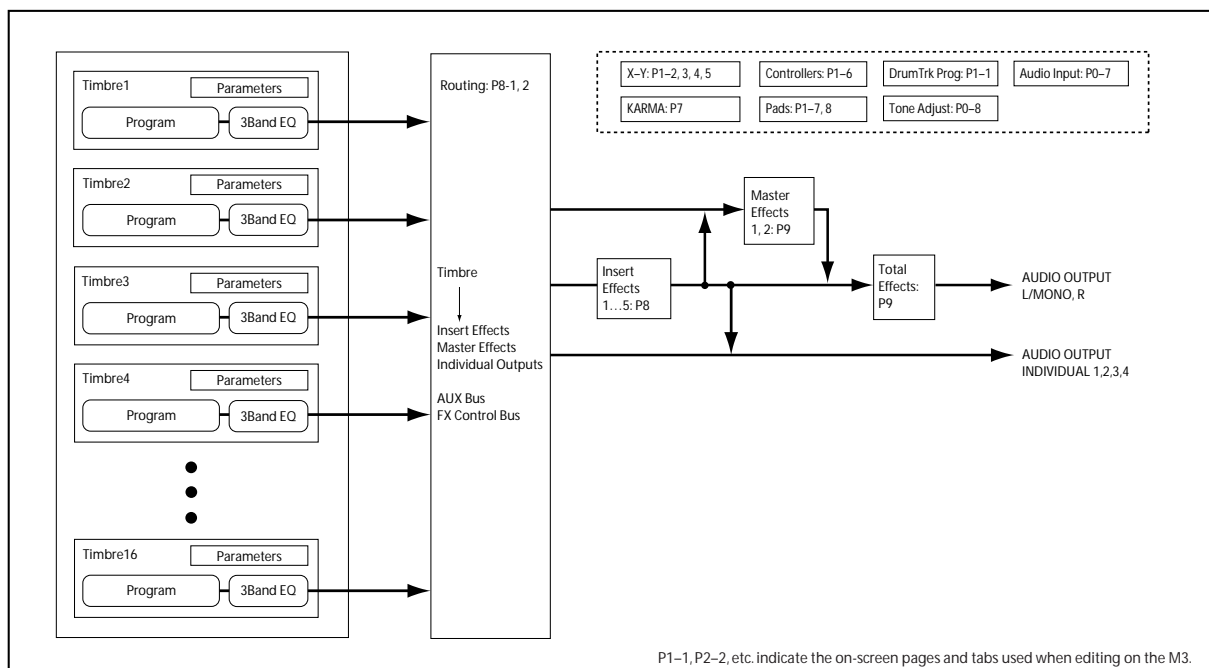 Timbre1
Parameters
Program
3Band EQ
Timbre2
Parameters
Program
3Band EQ
Timbre3
Parameters
Program
3Band EQ
Timbre4
Parameters
Program
3Band EQ
Timbre16
Parameters
Program
3Band EQ
Routing: P8-1, 2
Timbre
Insert Effects
Master Effects
Individual Outputs
AUX Bus
FX Control Bus
X–Y: P1–2, 3, 4, 5
Controllers: P1–6
DrumTrk Prog: P1–1
Audio Input: P0–7
KARMA: P7
Pads: P1–7, 8
Tone Adjust: P0–8
Master
Effects
1, 2: P9
Insert
Effects
1...5: P8
Total
Effects:
P9
AUDIO OUTPUT
L/MONO, R
AUDIO OUTPUT
INDIVIDUAL 1,2,3,4
P1–1, P2–2, etc. indicate the on-screen pages and tabs used when editing on the M3.